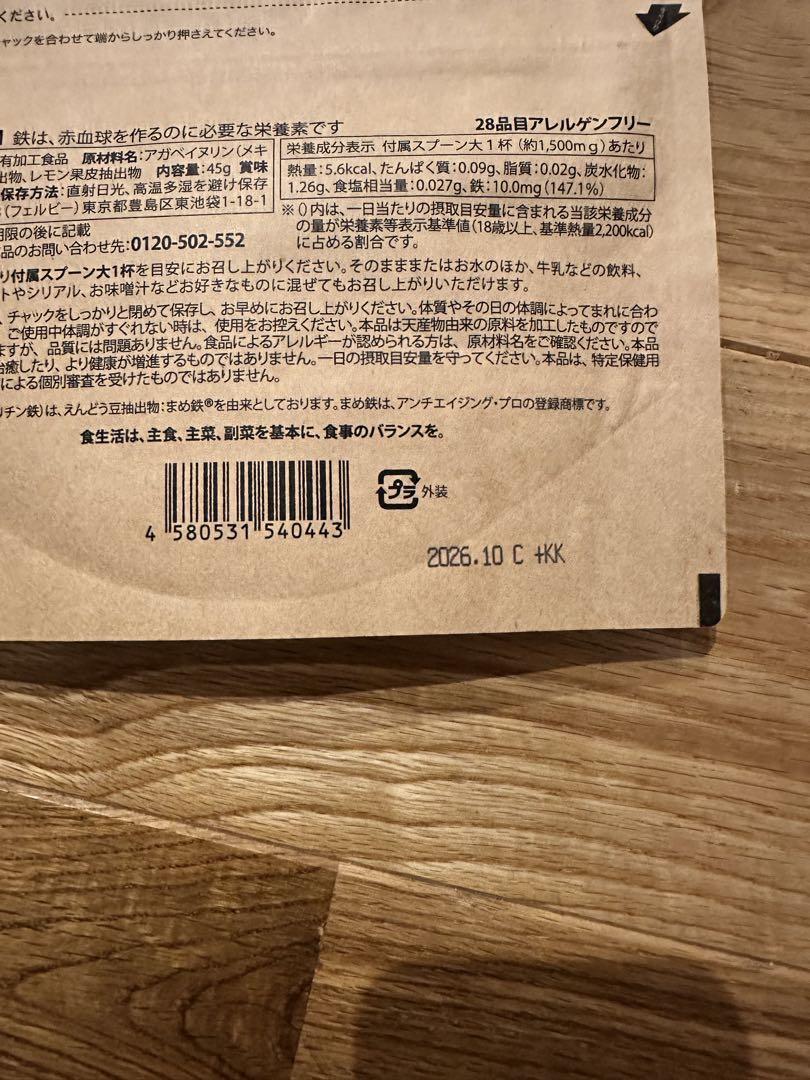 ください。
チャックを合わせて端からしっかり押さえてください。
鉄は、赤血球を作るのに必要な栄養素です
28品目アレルゲンフリー
有加工食品 原材料名:アガベイヌリン(メキ
出物、レモン果皮抽出物 内容量:45g 賞味
保存方法:直射日光、高温多湿を避け保存
(フェルビー)東京都豊島区東池袋1-18-1
期限の後に記載
品のお問い合わせ先:0120-502-552
栄養成分表示 付属スプーン大1杯(約1,500mg)あたり
熱量:5.6kcal、たんぱく質:0.09g、脂質:0.02g、炭水化物:
1.26g、食塩相当量:0.027g、鉄:10.0mg(147.1%)
※()内は、一日当たりの摂取目安量に含まれる当該栄養成分
の量が栄養素等表示基準値(18歳以上、基準熱量2,200kcal)
に占める割合です。
り付属スプーン大1杯を目安にお召し上がりください。そのまままたはお水のほか、牛乳などの飲料、
トやシリアル、お味噌汁などお好きなものに混ぜてもお召し上がりいただけます。
、チャックをしっかりと閉めて保存し、お早めにお召し上がりください。体質やその日の体調によってまれに合わ
ご使用中体調がすぐれない時は、使用をお控えください。本品は天産物由来の原料を加工したものですので
ますが、品質には問題ありません。食品によるアレルギーが認められる方は、原材料名をご確認ください。本品
治癒したり、より健康が増進するものではありません。一日の摂取目安量を守ってください。本品は、特定保健用
による個別審査を受けたものではありません。
リチン鉄)は、えんどう豆抽出物:まめ鉄®を由来としております。まめ鉄は、アンチエイジング・プロの登録商標です。
食生活は、主食、主菜、副菜を基本に、食事のバランスを。
4 580531 540443
プラ 外装
2026.10 C +KK